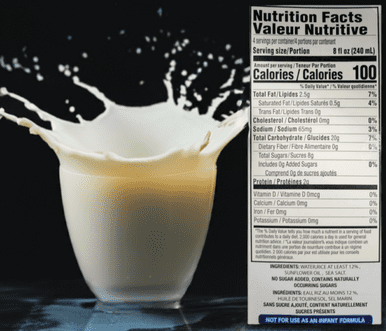 Nutrition Facts
Valeur Nutritive
4 servings per container/4 portions par contenant
Serving size/Portion 8 fl oz (240 mL)
Amount per serving / Teneur Par Portion
Calories / Calories 100
% Daily Value* / % Valeur quotidienne*
Total Fat/Lipides 2.5g 7%
Saturated Fat / Lipides Saturés 0.5g 4%
Trans Fat / Lipides Trans 0g
Cholesterol / Cholestérol 0mg 0%
Sodium / Sodium 65mg 3%
Total Carbohydrate / Glucides 20g 7%
Dietary Fiber / Fibre Alimentaire 0g 0%
Total Sugars/Sucres 8g
Includes 0g Added Sugars 0%
Comprend 0g de sucres ajoutés
Protein / Protéines 2g
Vitamin D / Vitamine D 0mcg 0%
Calcium / Calcium 0mg 0%
Iron / Fer 0mg 0%
Potassium / Potassium 0mg 0%
*The % Daily Value tells you how much a nutrient in a serving of food
contributes to a daily diet. 2,000 calories a day is used for general
nutrition advice. / *La valeur journalière% vous indique combien un
nutriment dans une portion de nourriture contribue à un régime
quotidien. 2 000 calories par jour est utilisée pour les conseils
nutritionnels généraux.
INGREDIENTS: WATER, RICE AT LEAST 12%,
SUNFLOWER OIL, SEA SALT.
NO SUGAR ADDED, CONTAINS NATURALLY
OCCURRING SUGARS
INGRÉDIENTS: EAU, RIZ AU MOINS 12%,
HUILE DE TOURNESOL, SEL MARIN.
SANS SUCRE AJOUTÉ, CONTIENT NATURELLEMENT
SUCRES PRÉSENTS
NOT FOR USE AS AN INFANT FORMULA